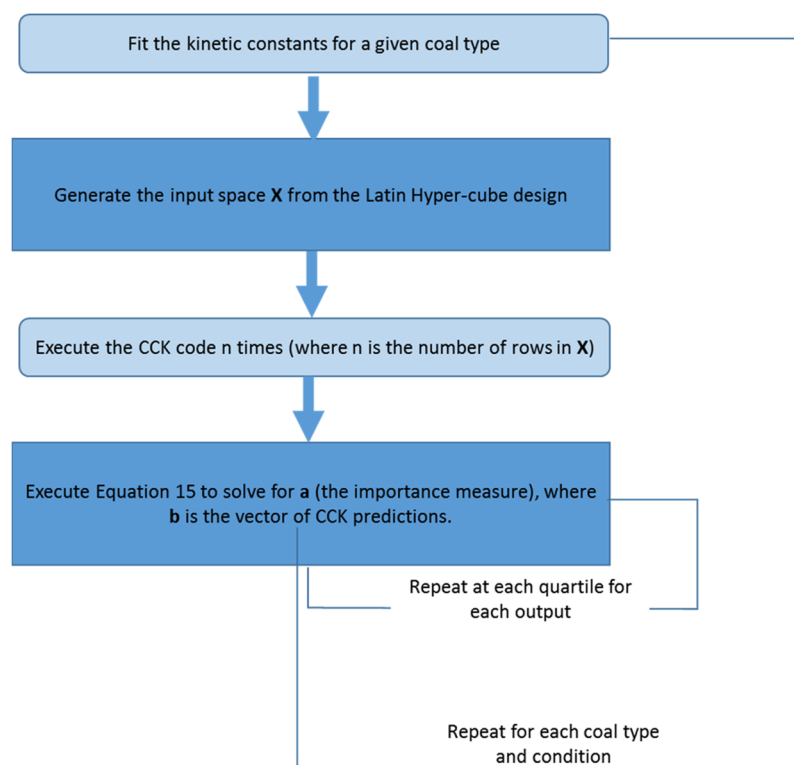 Fit the kinetic constants for a given coal type
Generate the input space X from the Latin Hyper-cube design
Execute the CCK code n times (where n is the number of rows in X)
Execute Equation 15 to solve for a (the importance measure), where
b is the vector of CCK predictions.
Repeat at each quartile for
each output
Repeat for each coal type
and condition